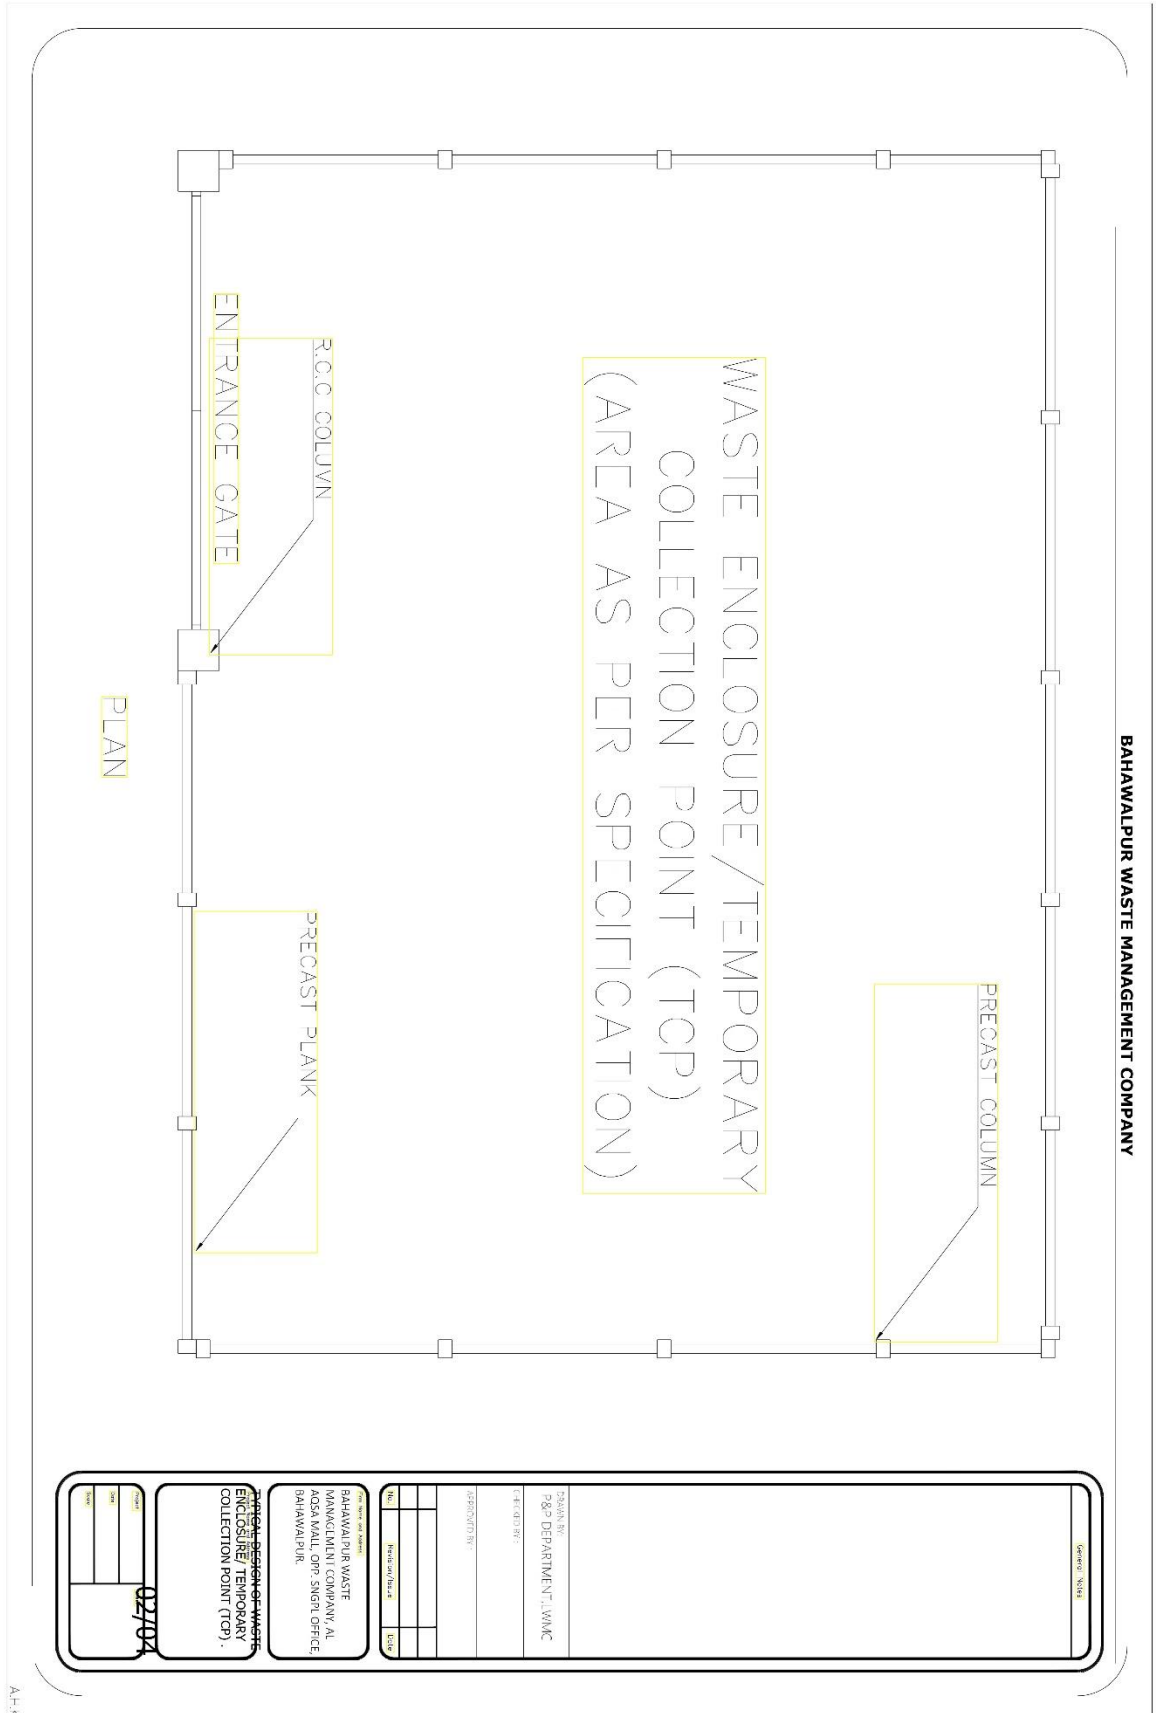 BAHAWALPUR WASTE MANAGEMENT COMPANY
WASTE ENCLOSURE/TEMPORARY
COLLECTION POINT (TCP)
(AREA AS PER SPECIFICATION)
PRECAST COLUMN
R.C.C COLUMN
ENTRANCE GATE
PRECAST PLANK
PLAN
General Notes
DRAWN BY:
P&P DEPARTMENT, LWMC
CHECKED BY :
APPROVED BY :
No. Revision/Issue Date
Firm Name and Address
BAHAWALPUR WASTE
MANAGEMENT COMPANY, AL
AQSA MALL, OPP. SNGPL OFFICE,
BAHAWALPUR.
TYPICAL DESIGN OF WASTE
ENCLOSURE/ TEMPORARY
COLLECTION POINT (TCP) .
Project
Date
Scale
02/04